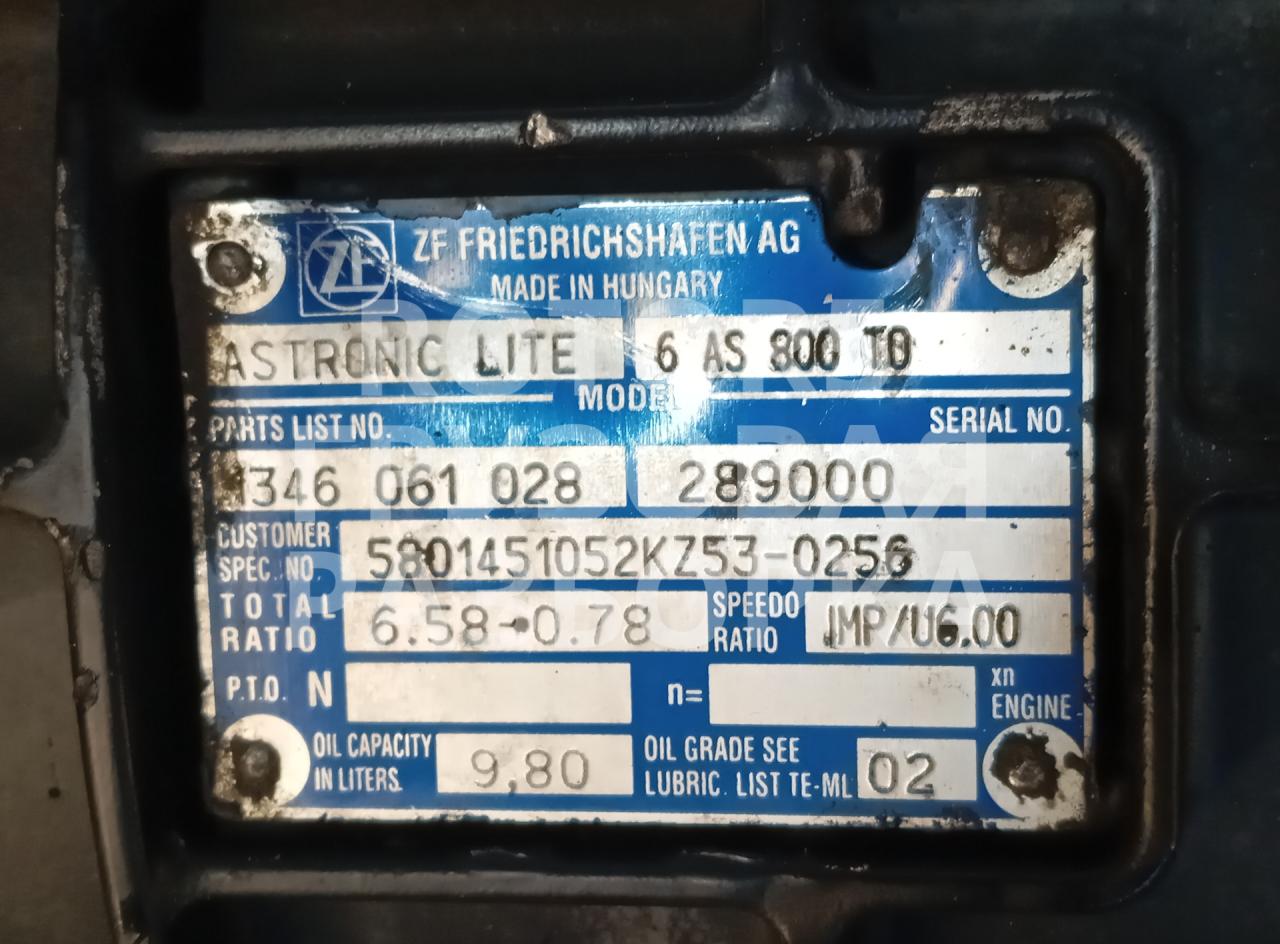 ZF ZF FRIEDRICHSHAFEN AG
MADE IN HUNGARY
ASTRONIC LITE 6 AS 800 TO
MODEL
PARTS LIST NO. SERIAL NO.
1346 061 028 289000
CUSTOMER SPEC. NO. 5801451052KZ53-0256
TOTAL RATIO 6.58-0.78 SPEEDO RATIO IMP/U6.00
P.T.O. N n= xn ENGINE
OIL CAPACITY IN LITERS 9,80 OIL GRADE SEE LUBRIC. LIST TE-ML 02
ГРУЗОВАЯ
РАЗБОРКА